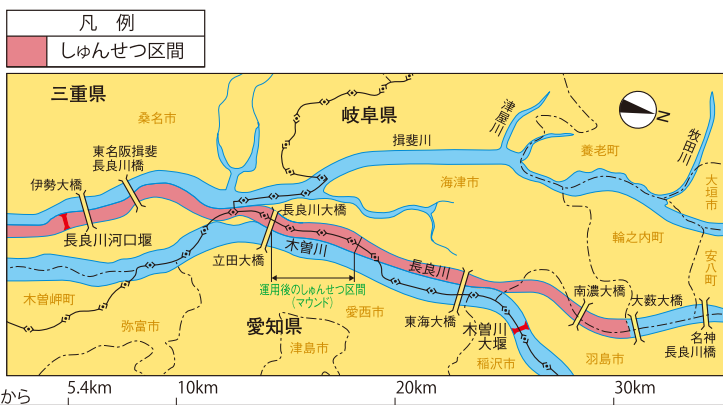 凡 例
しゅんせつ区間
三重県
桑名市
岐阜県
津屋川
N
東名阪揖斐
長良川橋
揖斐川
養老町
牧田川
伊勢大橋
海津市
大垣市
長良川大橋
長良川河口堰
輪之内町
木曽川
安八町
立田大橋
長良川
運用後のしゅんせつ区間
(マウンド)
南濃大橋
木曽岬町
大薮大橋
愛西市
弥富市
愛知県
東海大橋
木曽川
大堰
名神
長良川橋
津島市
稲沢市
羽島市
から
5.4km
10km
20km
30km